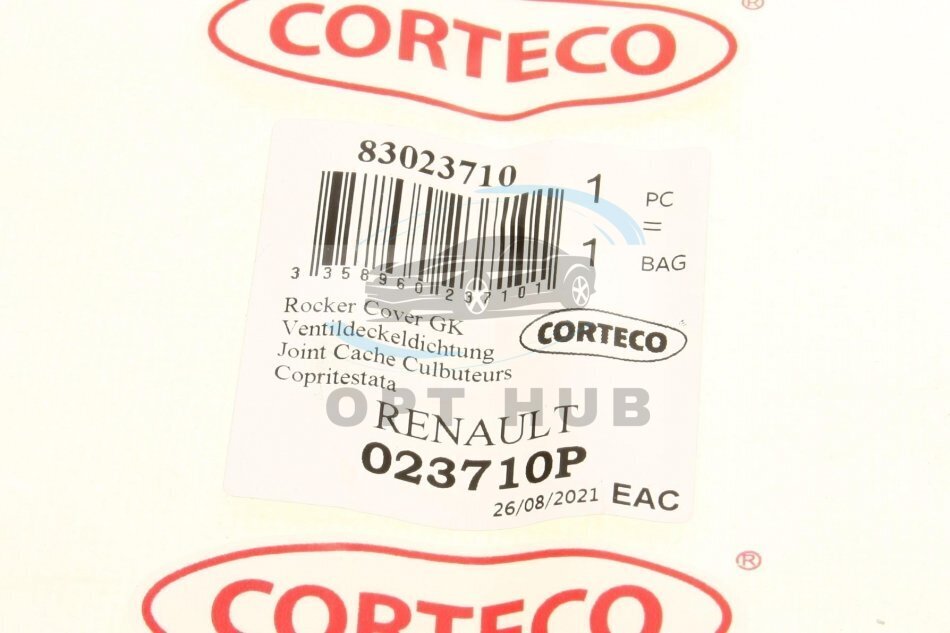 CORTECO ®
83023710
1 PC
=
1 BAG
3 358960 237101
Rocker Cover GK
Ventildeckeldichtung
Joint Cache Culbuteurs
Copritestata
CORTECO
OPT HUB
RENAULT
023710P
26/08/2021 EAC
CORTECO ®